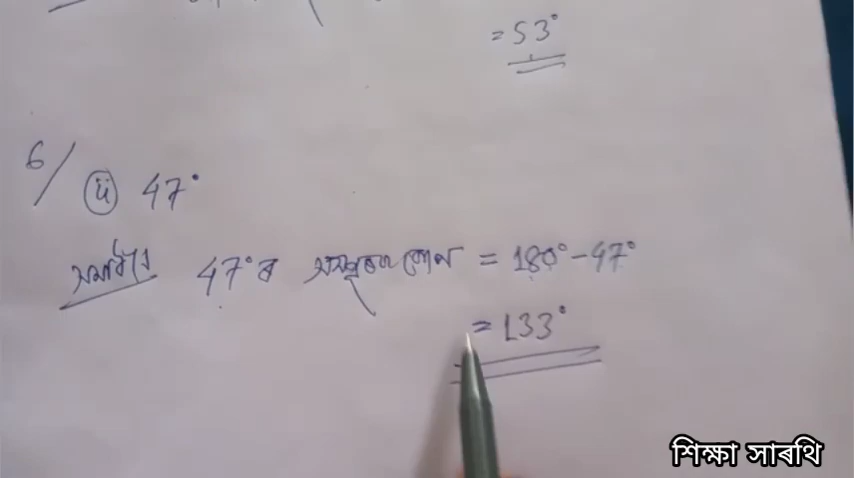 = 53°
6/ (ii) 47°
সমাধান 47°ৰ সম্পূৰক কোণ = 180° - 47°
= 133°
শিক্ষা সাৰথি